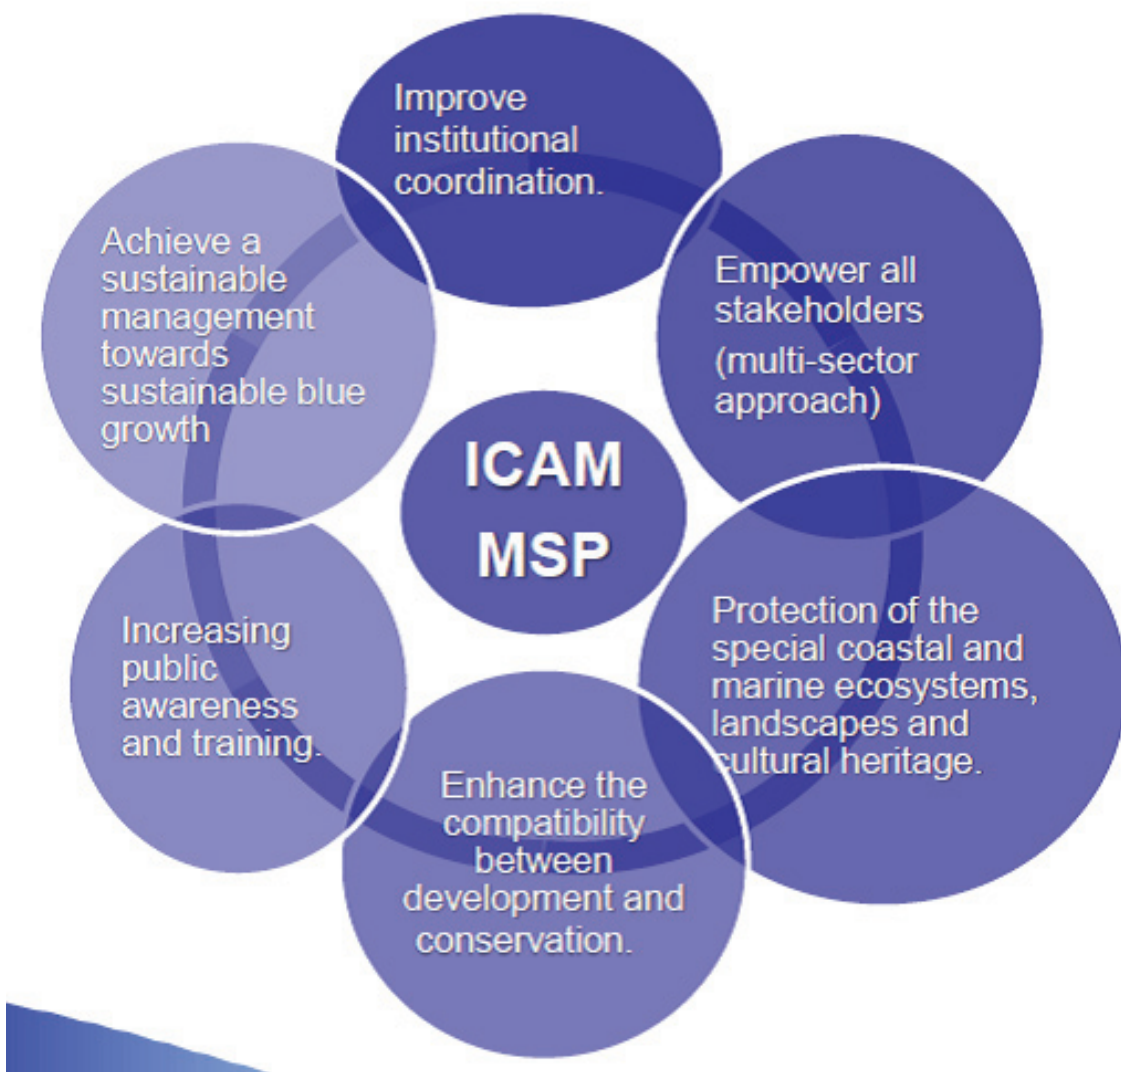 Improve
institutional
coordination.
Empower all
stakeholders
(multi-sector
approach)
Protection of the
special coastal and
marine ecosystems,
landscapes and
cultural heritage.
Enhance the
compatibility
between
development and
conservation.
Increasing
public
awareness
and training.
Achieve a
sustainable
management
towards
sustainable blue
growth
ICAM
MSP